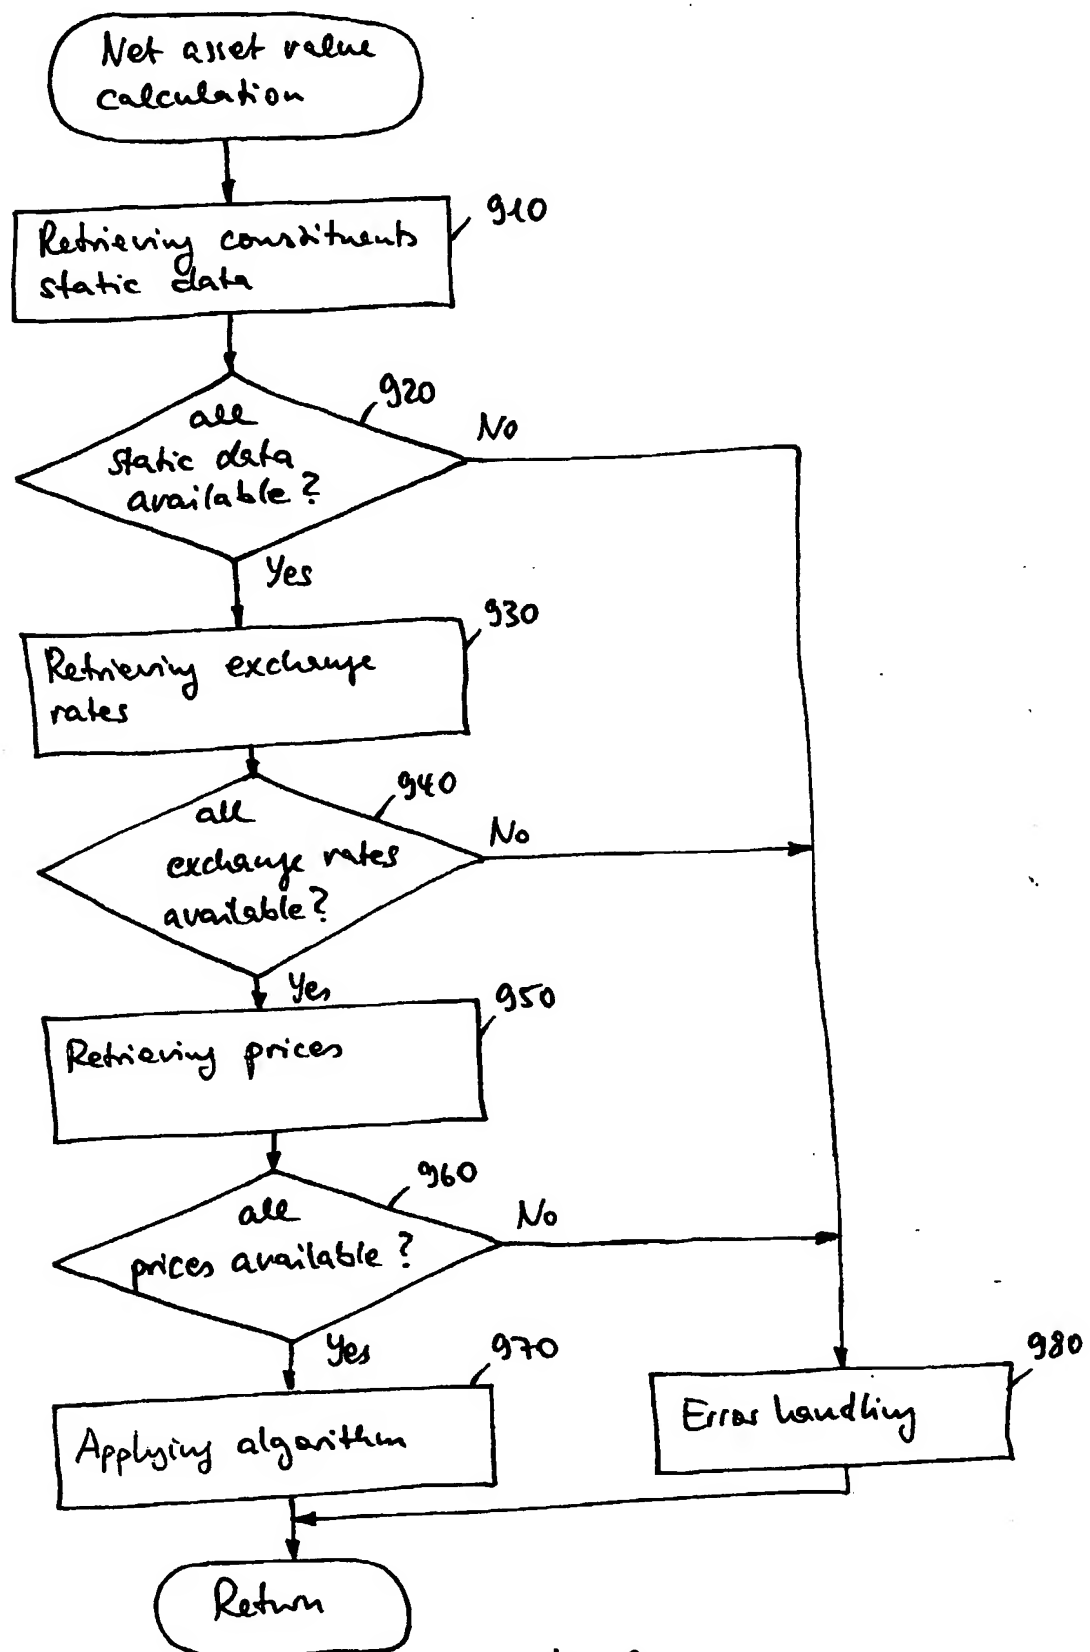 Net asset value
calculation
910
Retrieving constituents
static data
920
all
static data
available?
No
Yes
930
Retrieving exchange
rates
940
all
exchange rates
available?
No
Yes
950
Retrieving prices
960
all
prices available?
No
Yes
970
Applying algorithm
980
Error handling
Return